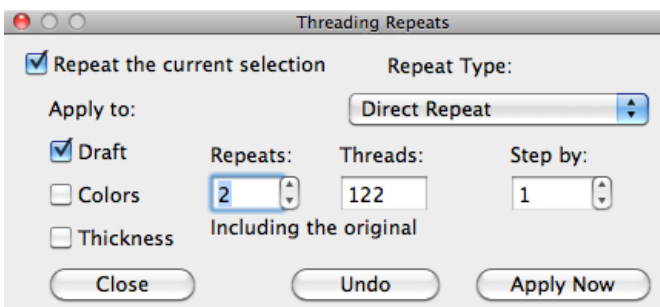 Threading Repeats
Repeat the current selection
Repeat Type:
Apply to:
Direct Repeat
Draft
Repeats:
Threads:
Step by:
Colors
2
122
1
Including the original
Thickness
Close
Undo
Apply Now